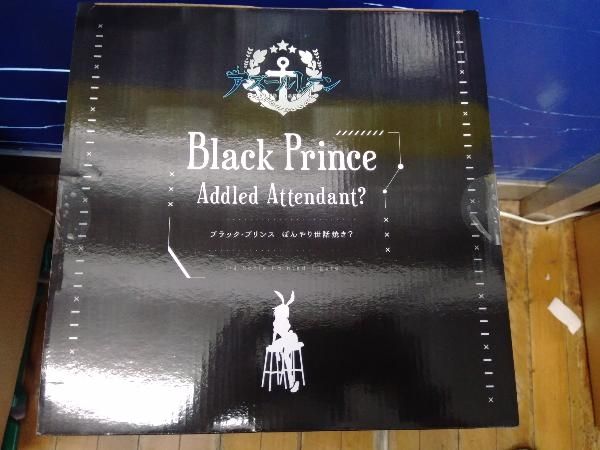 アズールレーン
Black Prince
Addled Attendant?
ブラック・プリンス ぼんやり世話焼き?